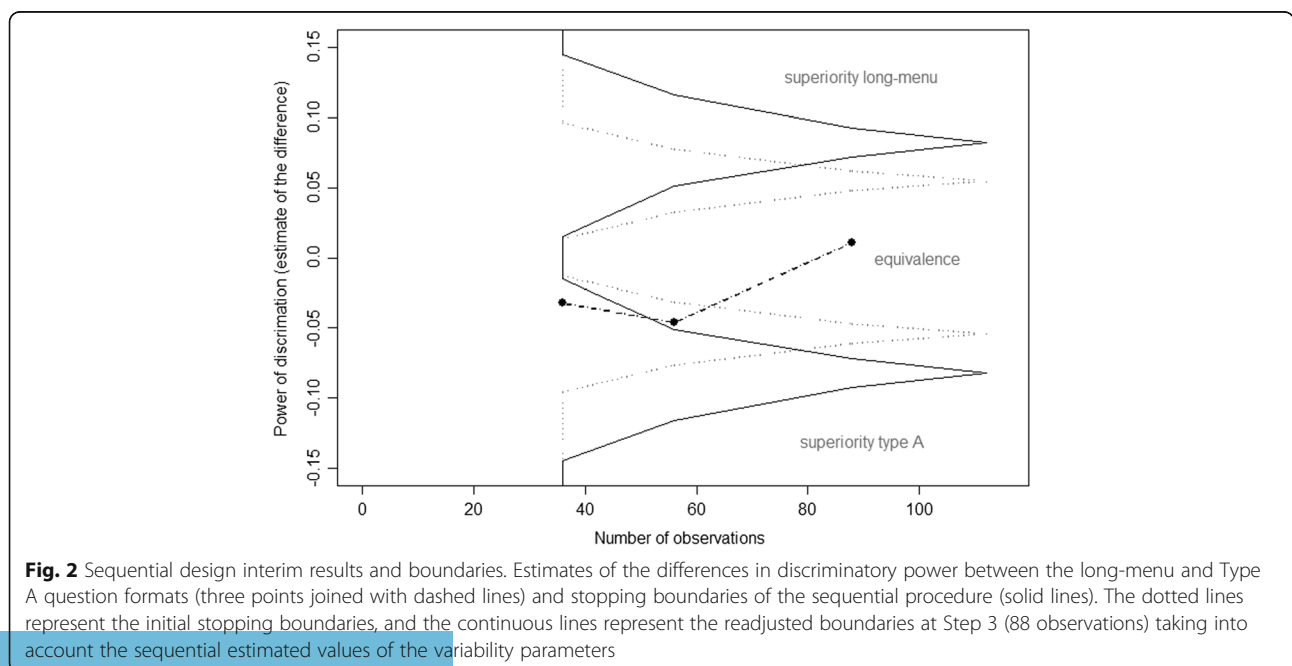 0.15
0.10
0.05
0.0
-0.05
-0.10
-0.15
Power of discrimation (estimate of the difference)
superiority long-menu
equivalence
superiority type A
0 20 40 60 80 100
Number of observations
Fig. 2 Sequential design interim results and boundaries. Estimates of the differences in discriminatory power between the long-menu and Type
A question formats (three points joined with dashed lines) and stopping boundaries of the sequential procedure (solid lines). The dotted lines
represent the initial stopping boundaries, and the continuous lines represent the readjusted boundaries at Step 3 (88 observations) taking into
account the sequential estimated values of the variability parameters